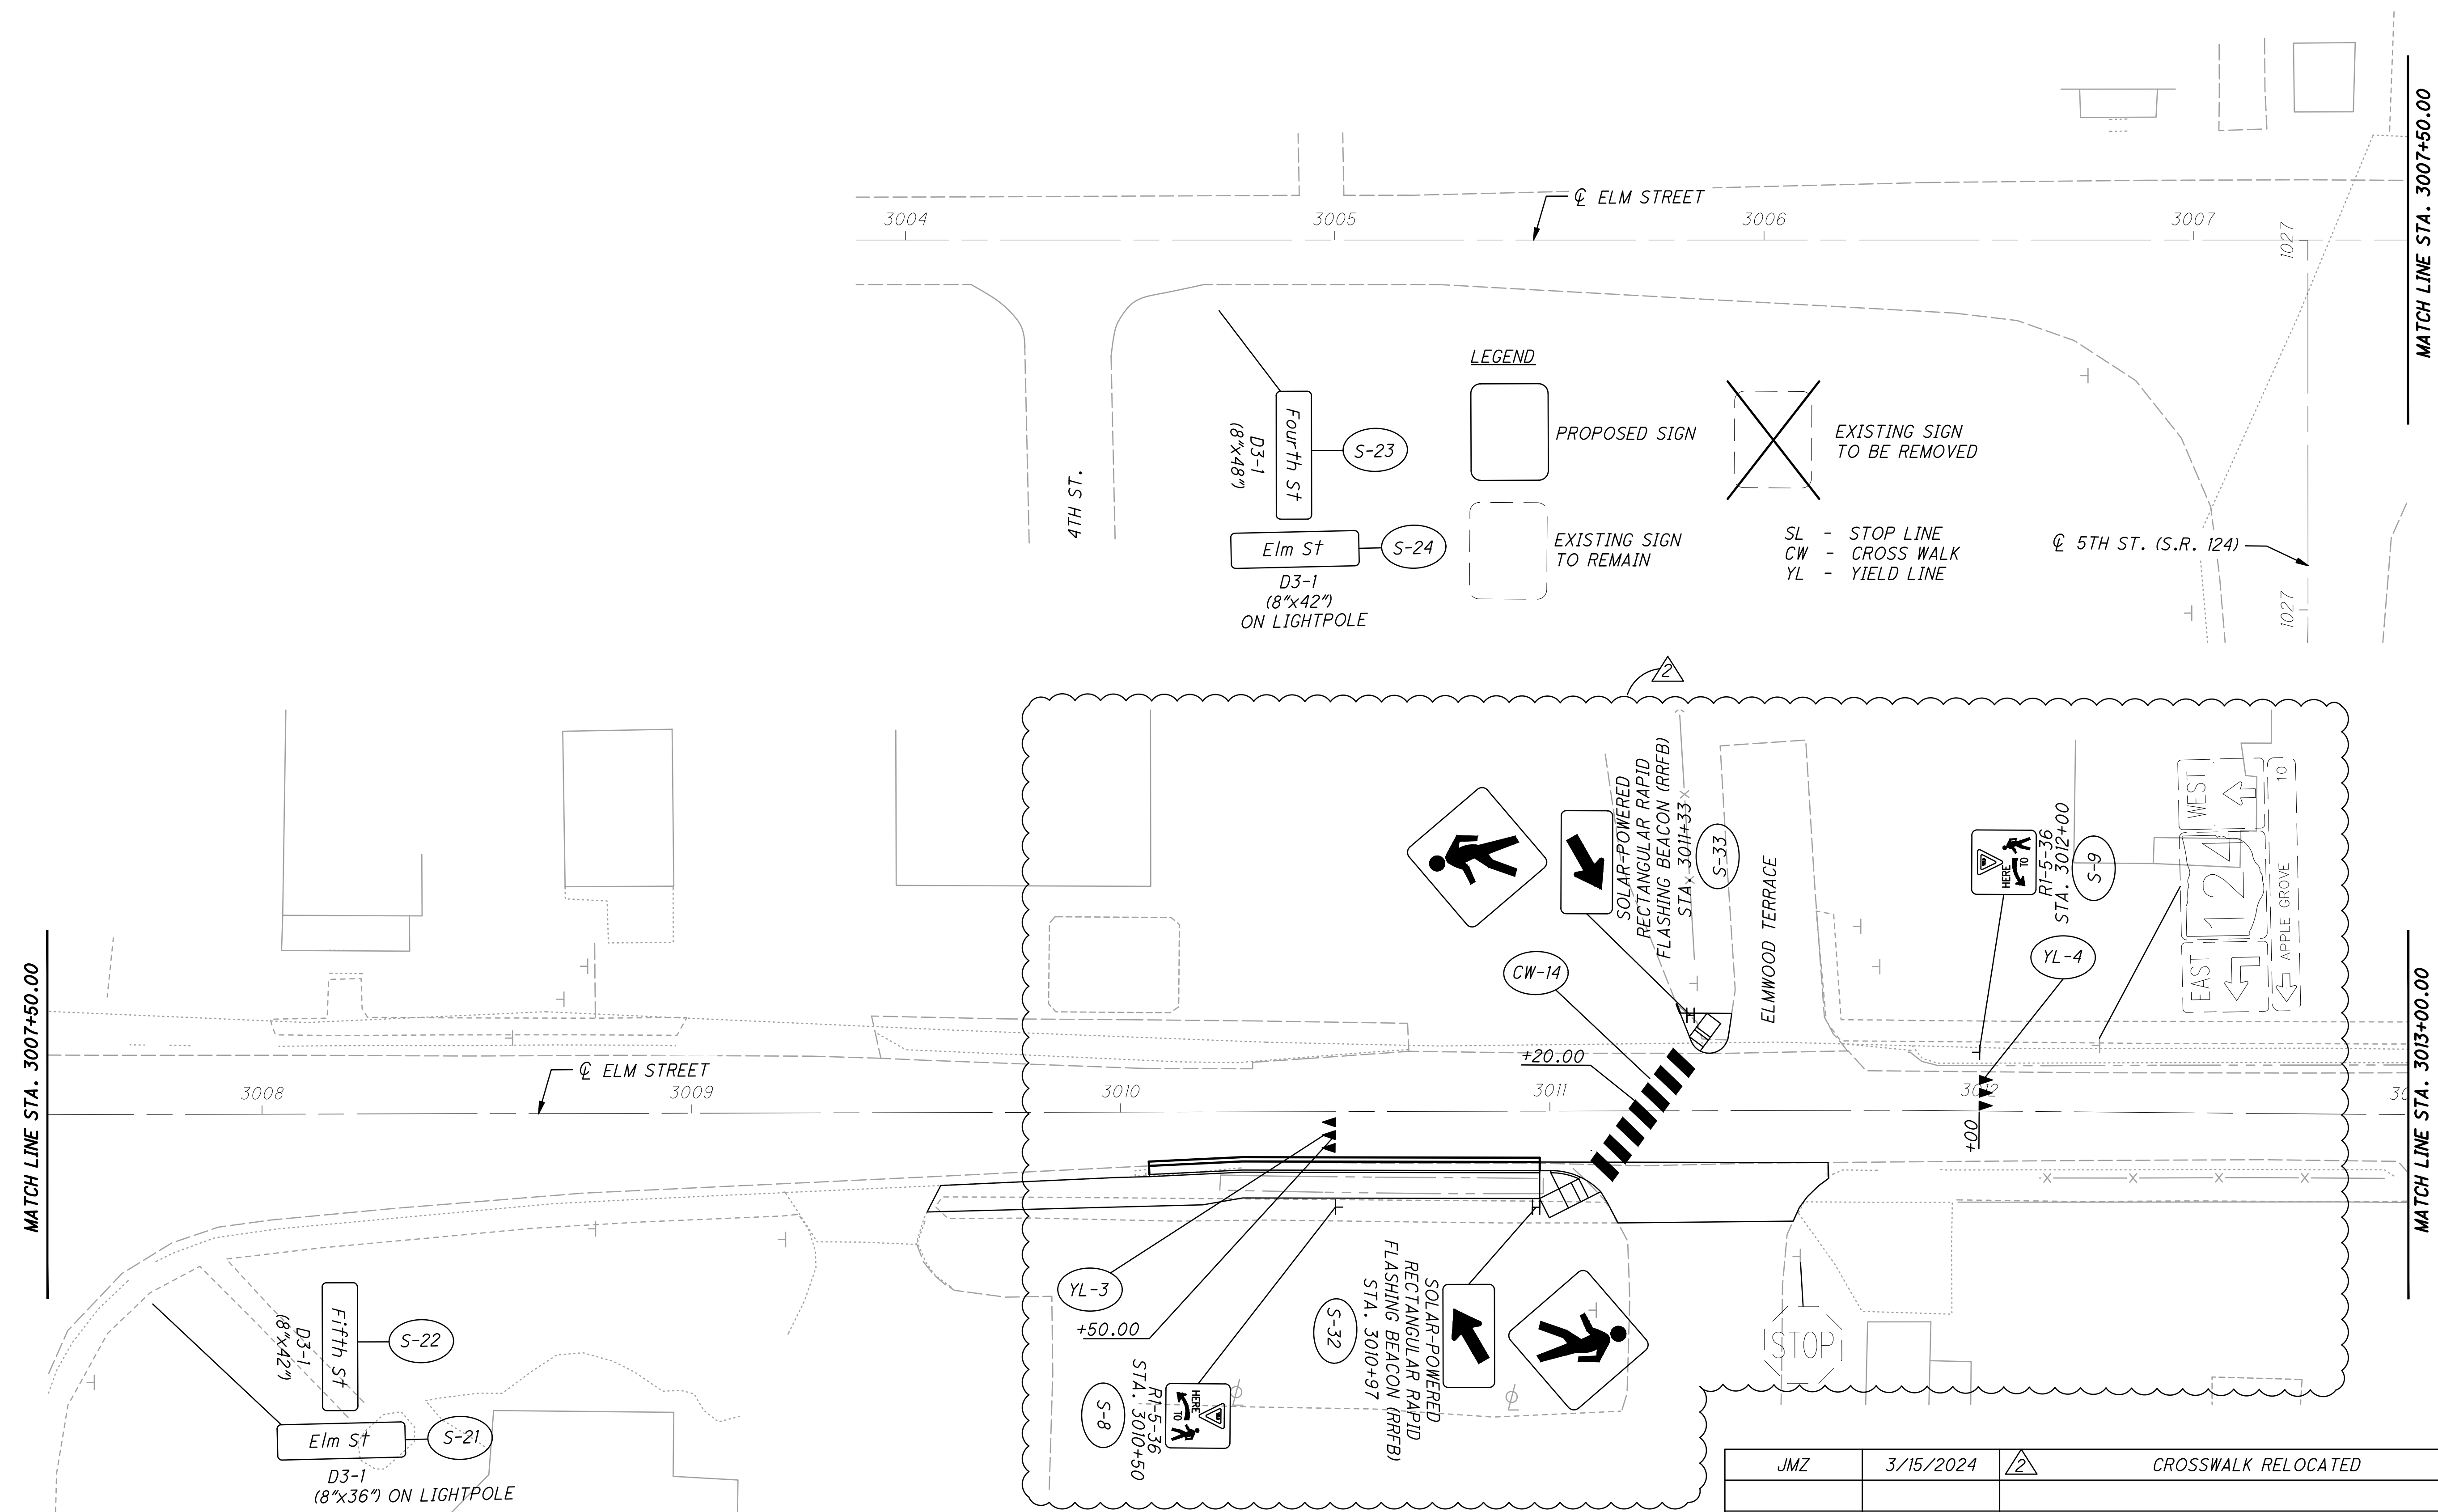 MATCH LINE STA. 3007+50.00
℄ ELM STREET
3004
3005
3006
3007
1027
LEGEND
PROPOSED SIGN
EXISTING SIGN
TO BE REMOVED
EXISTING SIGN
TO REMAIN
SL - STOP LINE
CW - CROSS WALK
YL - YIELD LINE
℄ 5TH ST. (S.R. 124)
1027
4TH ST.
Fourth St
D3-1
(8"x48")
S-23
Elm St
S-24
D3-1
(8"x42")
ON LIGHTPOLE
2
SOLAR-POWERED
RECTANGULAR RAPID
FLASHING BEACON (RRFB)
STA. 3011+33
S-33
ELMWOOD TERRACE
HERE
TO
R1-5-36
STA. 3012+00
S-9
WEST
124
EAST
10
APPLE GROVE
CW-14
YL-4
+20.00
MATCH LINE STA. 3007+50.00
℄ ELM STREET
3008
3009
3010
3011
3012
30
+00
MATCH LINE STA. 3013+00.00
YL-3
+50.00
Fifth St
D3-1
(8"x42")
S-22
Elm St
S-21
D3-1
(8"x36") ON LIGHTPOLE
HERE
TO
R1-5-36
STA. 3010+50
S-8
SOLAR-POWERED
RECTANGULAR RAPID
FLASHING BEACON (RRFB)
STA. 3010+97
S-32
STOP
JMZ 3/15/2024 2 CROSSWALK RELOCATED